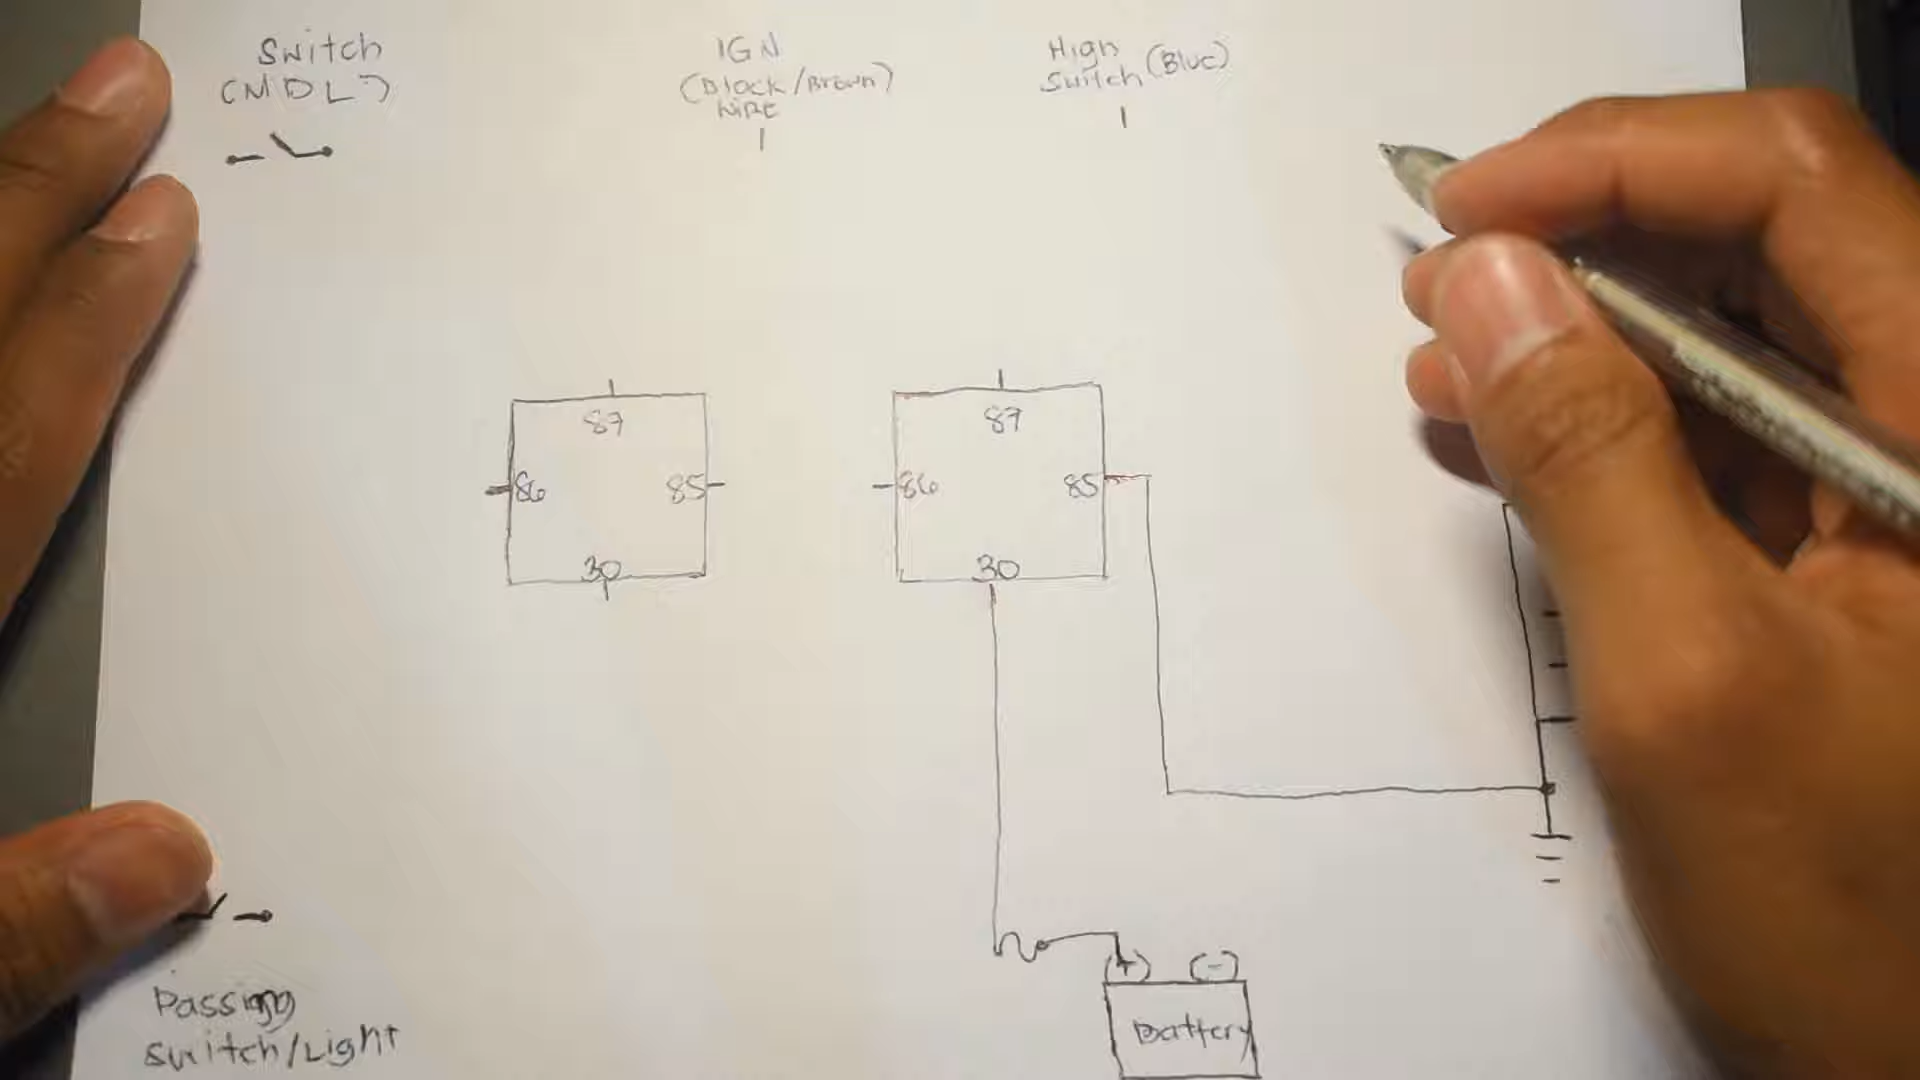 Switch
(MDL)
IGN
(Black/Brown)
Wire
High
Switch (Blue)
87
86
85
30
87
86
85
30
(+) (-)
Battery
Passing
Switch/Light